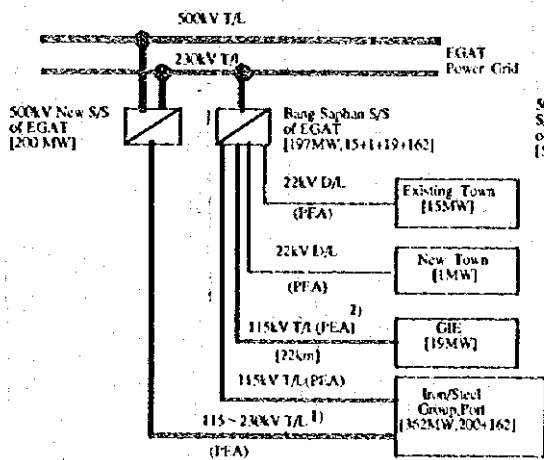 500kV T/L
230kV T/L
EGAT
Power Grid
500kV New S/S
of EGAT
[200 MW]
Bang Saphan S/S
of EGAT
[197MW,15+1+19+162]
22kV D/L
(PEA)
Existing Town
[15MW]
22kV D/L
(PEA)
New Town
[1MW]
2)
115kV T/L(PEA)
[22km]
GIE
[19MW]
115kV T/L(PEA)
Iron/Steel
Group,Port
[362MW,200+162]
115~230kV T/L 1)
(PEA)